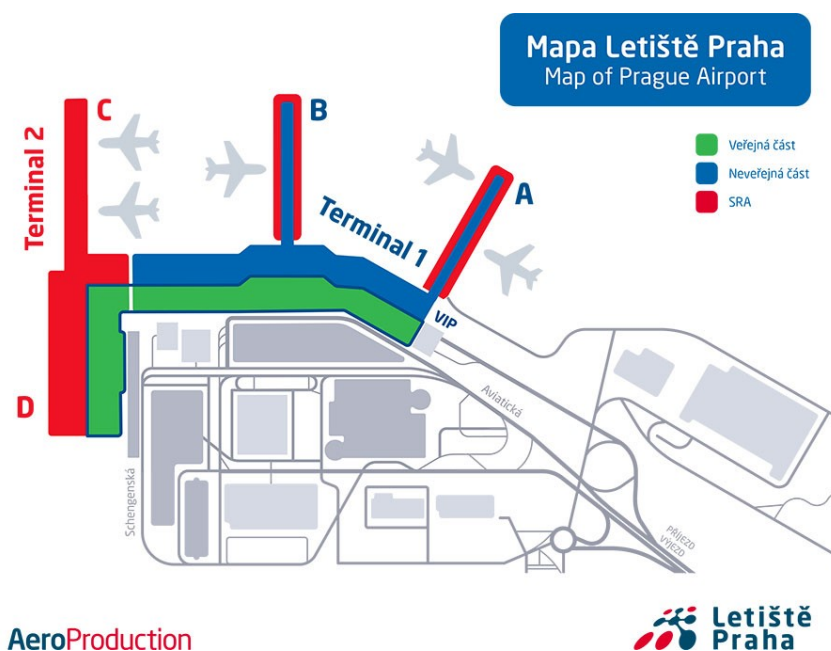 Mapa Letiště Praha
Map of Prague Airport
Veřejná část
Neveřejná část
SRA
C
B
A
Terminal 2
Terminal 1
VIP
D
Aviatická
Schengenská
PŘÍJEZD
VÝJEZD
AeroProduction
Letiště
Praha